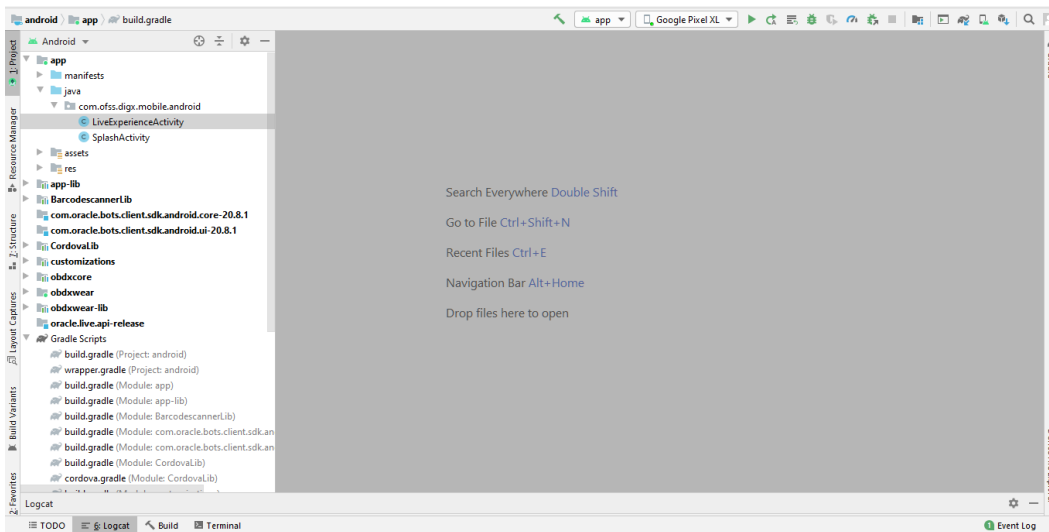 android app build.gradle
app Google Pixel XL
1: Project
Resource Manager
Z: Structure
Layout Captures
Build Variants
2: Favorites
Android
app
manifests
java
com.ofss.digx.mobile.android
LiveExperienceActivity
SplashActivity
assets
res
app-lib
BarcodescannerLib
com.oracle.bots.client.sdk.android.core-20.8.1
com.oracle.bots.client.sdk.android.ui-20.8.1
CordovaLib
customizations
obdxcore
obdxwear
obdxwear-lib
oracle.live.api-release
Gradle Scripts
build.gradle (Project: android)
wrapper.gradle (Project: android)
build.gradle (Module: app)
build.gradle (Module: app-lib)
build.gradle (Module: BarcodescannerLib)
build.gradle (Module: com.oracle.bots.client.sdk.an
build.gradle (Module: com.oracle.bots.client.sdk.an
build.gradle (Module: CordovaLib)
cordova.gradle (Module: CordovaLib)
Search Everywhere Double Shift
Go to File Ctrl+Shift+N
Recent Files Ctrl+E
Navigation Bar Alt+Home
Drop files here to open
Logcat
TODO 6: Logcat Build Terminal
1 Event Log